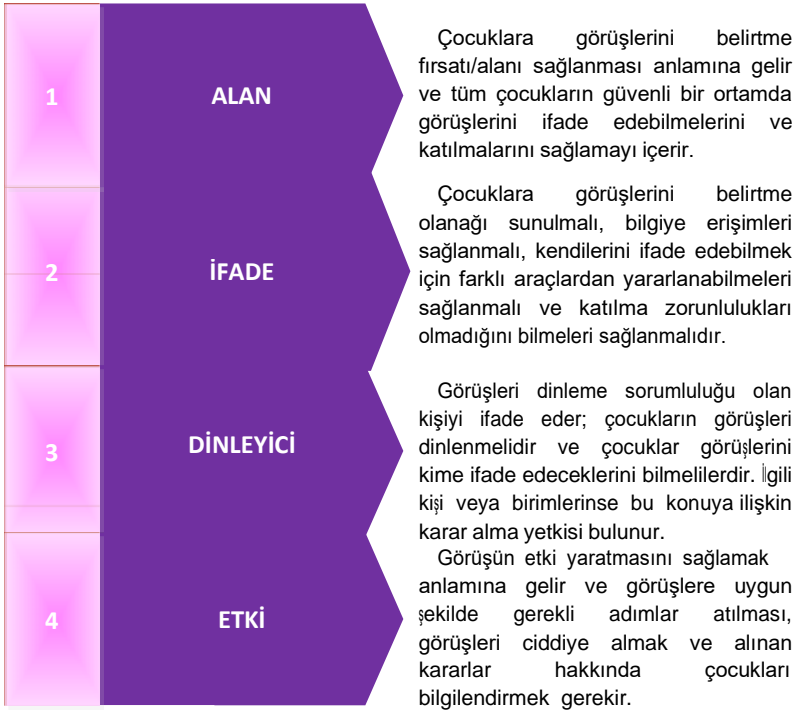 1
ALAN
Çocuklara görüşlerini belirtme
fırsatı/alanı sağlanması anlamına gelir
ve tüm çocukların güvenli bir ortamda
görüşlerini ifade edebilmelerini ve
katılmalarını sağlamayı içerir.
2
İFADE
Çocuklara görüşlerini belirtme
olanağı sunulmalı, bilgiye erişimleri
sağlanmalı, kendilerini ifade edebilmek
için farklı araçlardan yararlanabilmeleri
sağlanmalı ve katılma zorunlulukları
olmadığını bilmeleri sağlanmalıdır.
3
DİNLEYİCİ
Görüşleri dinleme sorumluluğu olan
kişiyi ifade eder; çocukların görüşleri
dinlenmelidir ve çocuklar görüşlerini
kime ifade edeceklerini bilmelilerdir. İlgili
kişi veya birimlerinse bu konuya ilişkin
karar alma yetkisi bulunur.
4
ETKİ
Görüşün etki yaratmasını sağlamak
anlamına gelir ve görüşlere uygun
şekilde gerekli adımlar atılması,
görüşleri ciddiye almak ve alınan
kararlar hakkında çocukları
bilgilendirmek gerekir.